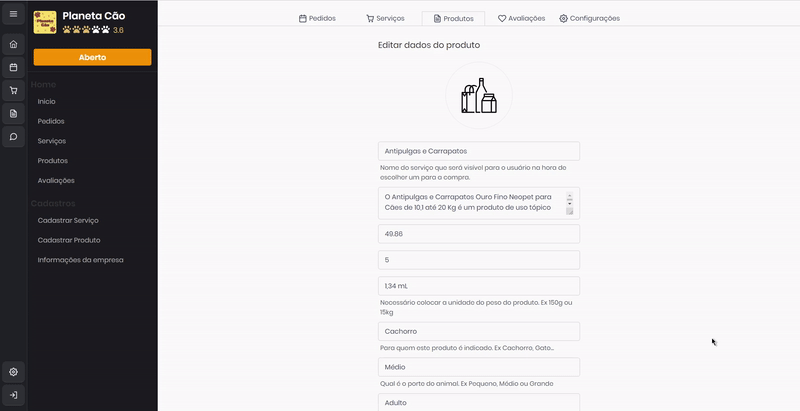 Planeta Cão
3.6
Aberto
Home
Inicio
Pedidos
Serviços
Produtos
Avaliações
Cadastros
Cadastrar Serviço
Cadastrar Produto
Informações da empresa
Pedidos
Serviços
Produtos
Avaliações
Configurações
Editar dados do produto
Antipulgas e Carrapatos
Nome do serviço que será visível para o usuário na hora de
escolher um para a compra.
O Antipulgas e Carrapatos Ouro Fino Neopet para
Cães de 10,1 até 20 Kg é um produto de uso tópico
49.86
5
1,34 mL
Necessário colocar a unidade do peso do produto. Ex 150g ou
15kg
Cachorro
Para quem este produto é indicado. Ex Cachorro, Gato...
Médio
Qual é o porte do animal. Ex Pequeno, Médio ou Grande
Adulto